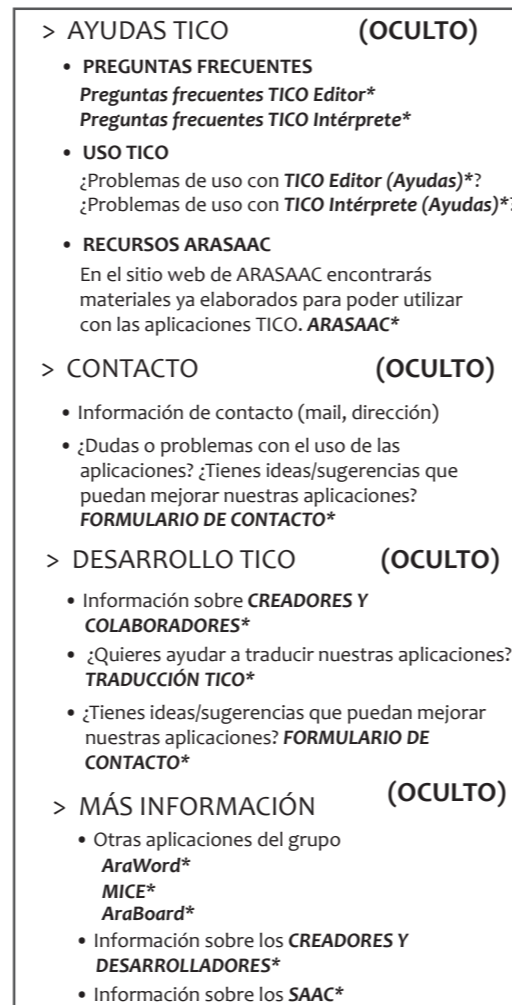 > AYUDAS TICO (OCULTO)
• PREGUNTAS FRECUENTES
Preguntas frecuentes TICO Editor*
Preguntas frecuentes TICO Intérprete*
• USO TICO
¿Problemas de uso con TICO Editor (Ayudas)*?
¿Problemas de uso con TICO Intérprete (Ayudas)*?
• RECURSOS ARASAAC
En el sitio web de ARASAAC encontrarás
materiales ya elaborados para poder utilizar
con las aplicaciones TICO. ARASAAC*
> CONTACTO (OCULTO)
• Información de contacto (mail, dirección)
• ¿Dudas o problemas con el uso de las
aplicaciones? ¿Tienes ideas/sugerencias que
puedan mejorar nuestras aplicaciones?
FORMULARIO DE CONTACTO*
> DESARROLLO TICO (OCULTO)
• Información sobre CREADORES Y
COLABORADORES*
• ¿Quieres ayudar a traducir nuestras aplicaciones?
TRADUCCIÓN TICO*
• ¿Tienes ideas/sugerencias que puedan mejorar
nuestras aplicaciones? FORMULARIO DE
CONTACTO*
> MÁS INFORMACIÓN (OCULTO)
• Otras aplicaciones del grupo
AraWord*
MICE*
AraBoard*
• Información sobre los CREADORES Y
DESARROLLADORES*
• Información sobre los SAAC*